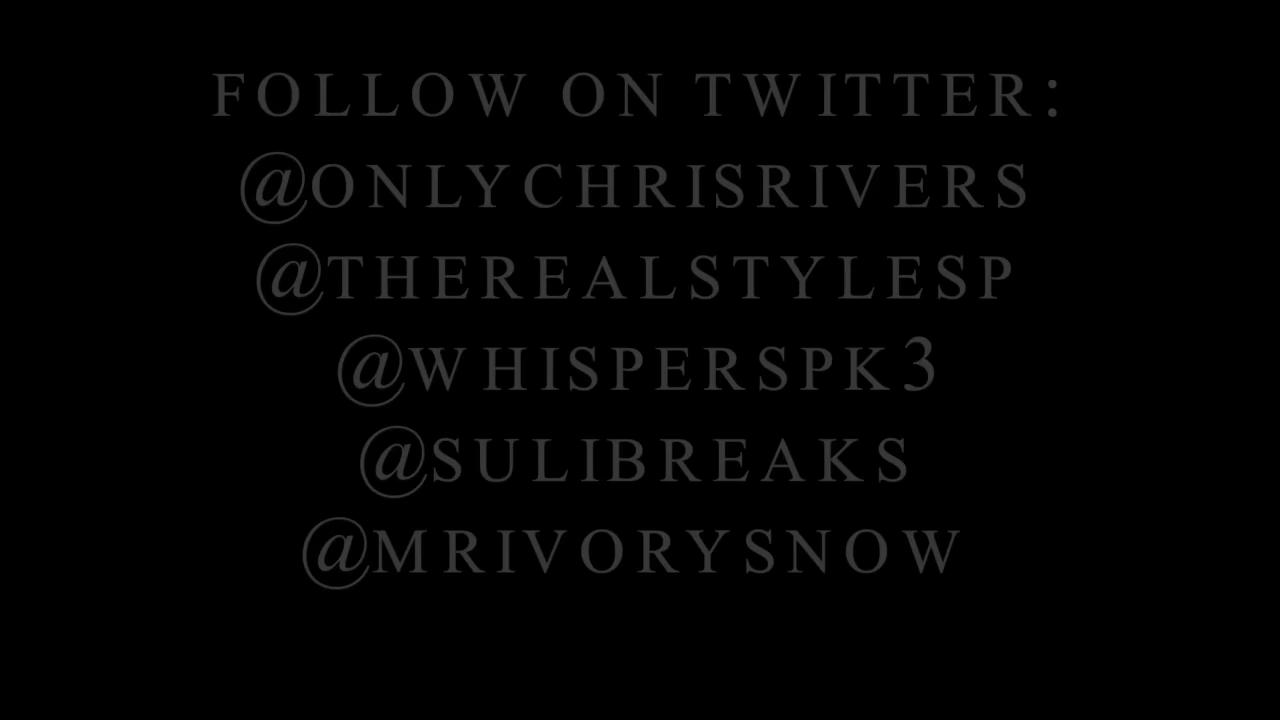 FOLLOW ON TWITTER:
@ONLYCHRISRIVERS
@THEREALSTYLESP
@WHISPERSPK3
@SULIBREAKS
@MRIVORYSNOW